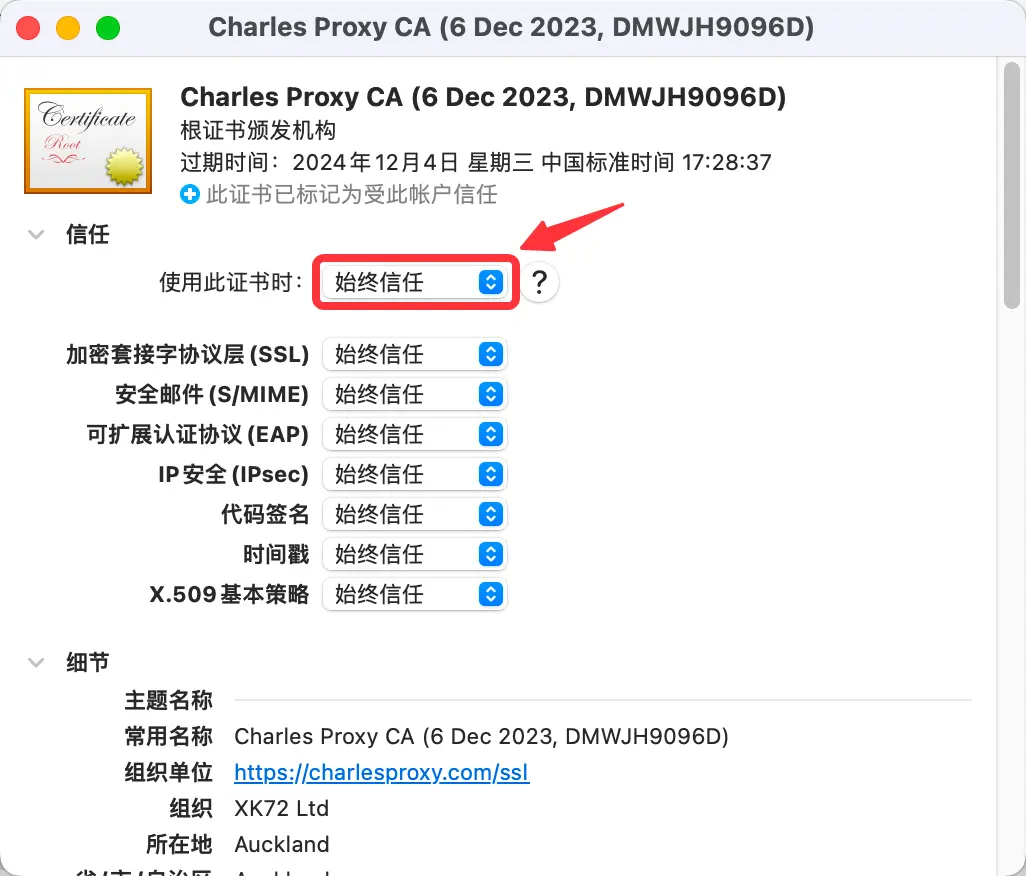 Charles Proxy CA (6 Dec 2023, DMWJH9096D)
Certificate
Root
Charles Proxy CA (6 Dec 2023, DMWJH9096D)
根证书颁发机构
过期时间：2024年12月4日 星期三 中国标准时间 17:28:37
此证书已标记为受此帐户信任
信任
使用此证书时： 始终信任 ?
加密套接字协议层 (SSL) 始终信任
安全邮件 (S/MIME) 始终信任
可扩展认证协议 (EAP) 始终信任
IP 安全 (IPsec) 始终信任
代码签名 始终信任
时间戳 始终信任
X.509 基本策略 始终信任
细节
主题名称
常用名称 Charles Proxy CA (6 Dec 2023, DMWJH9096D)
组织单位 https://charlesproxy.com/ssl
组织 XK72 Ltd
所在地 Auckland
省/市/自治区 Auckland